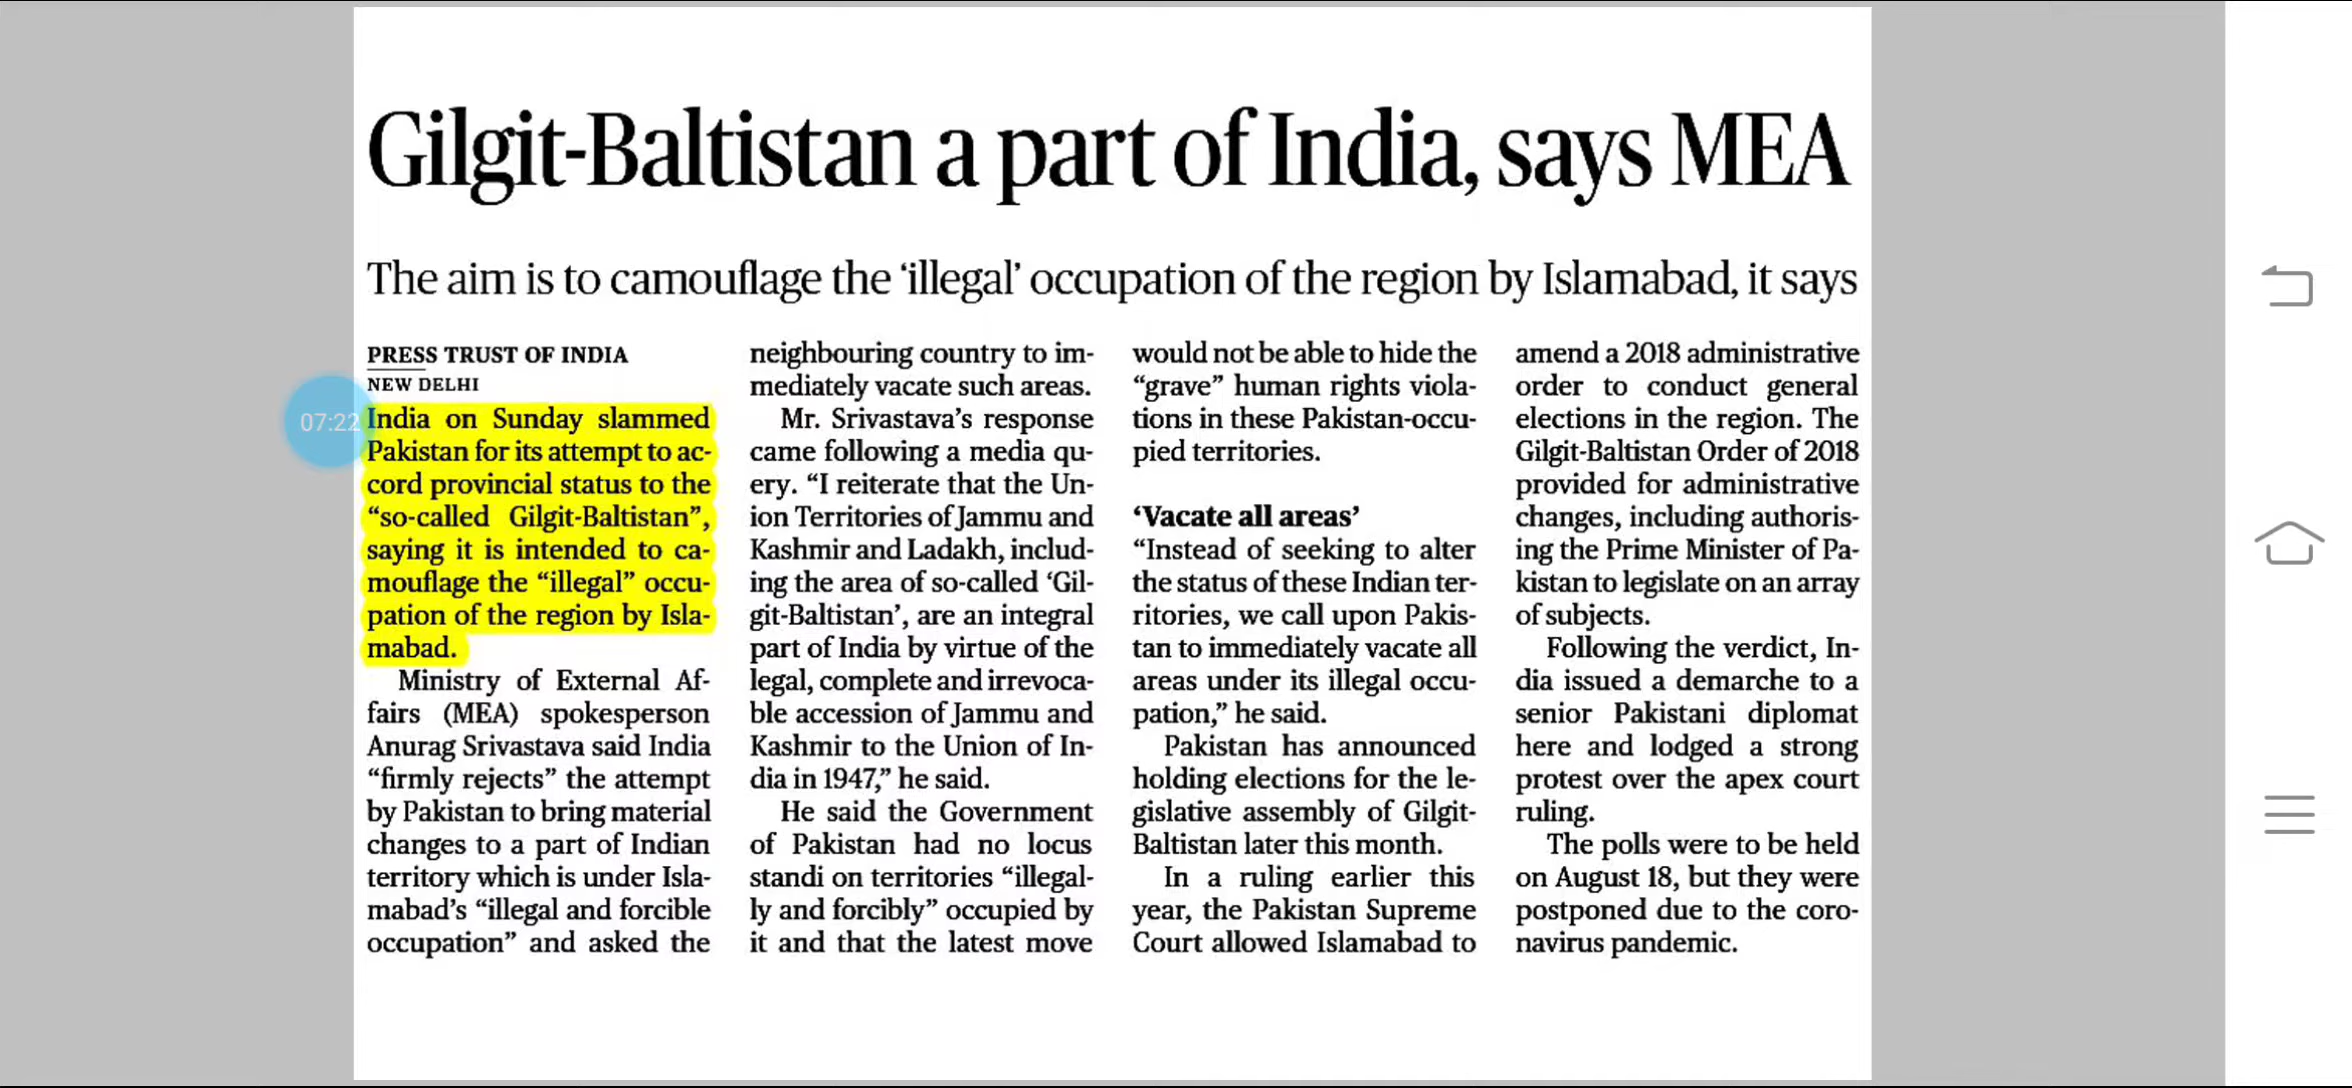 Gilgit-Baltistan a part of India, says MEA
The aim is to camouflage the ‘illegal’ occupation of the region by Islamabad, it says
PRESS TRUST OF INDIA
NEW DELHI
07:22
India on Sunday slammed
Pakistan for its attempt to ac-
cord provincial status to the
“so-called Gilgit-Baltistan”,
saying it is intended to ca-
mouflage the “illegal” occu-
pation of the region by Isla-
mabad.
Ministry of External Af-
fairs (MEA) spokesperson
Anurag Srivastava said India
“firmly rejects” the attempt
by Pakistan to bring material
changes to a part of Indian
territory which is under Isla-
mabad’s “illegal and forcible
occupation” and asked the
neighbouring country to im-
mediately vacate such areas.
Mr. Srivastava’s response
came following a media qu-
ery. “I reiterate that the Un-
ion Territories of Jammu and
Kashmir and Ladakh, includ-
ing the area of so-called ‘Gil-
git-Baltistan’, are an integral
part of India by virtue of the
legal, complete and irrevoca-
ble accession of Jammu and
Kashmir to the Union of In-
dia in 1947,” he said.
He said the Government
of Pakistan had no locus
standi on territories “illegal-
ly and forcibly” occupied by
it and that the latest move
would not be able to hide the
“grave” human rights viola-
tions in these Pakistan-occu-
pied territories.
‘Vacate all areas’
“Instead of seeking to alter
the status of these Indian ter-
ritories, we call upon Pakis-
tan to immediately vacate all
areas under its illegal occu-
pation,” he said.
Pakistan has announced
holding elections for the le-
gislative assembly of Gilgit-
Baltistan later this month.
In a ruling earlier this
year, the Pakistan Supreme
Court allowed Islamabad to
amend a 2018 administrative
order to conduct general
elections in the region. The
Gilgit-Baltistan Order of 2018
provided for administrative
changes, including authoris-
ing the Prime Minister of Pa-
kistan to legislate on an array
of subjects.
Following the verdict, In-
dia issued a demarche to a
senior Pakistani diplomat
here and lodged a strong
protest over the apex court
ruling.
The polls were to be held
on August 18, but they were
postponed due to the coro-
navirus pandemic.